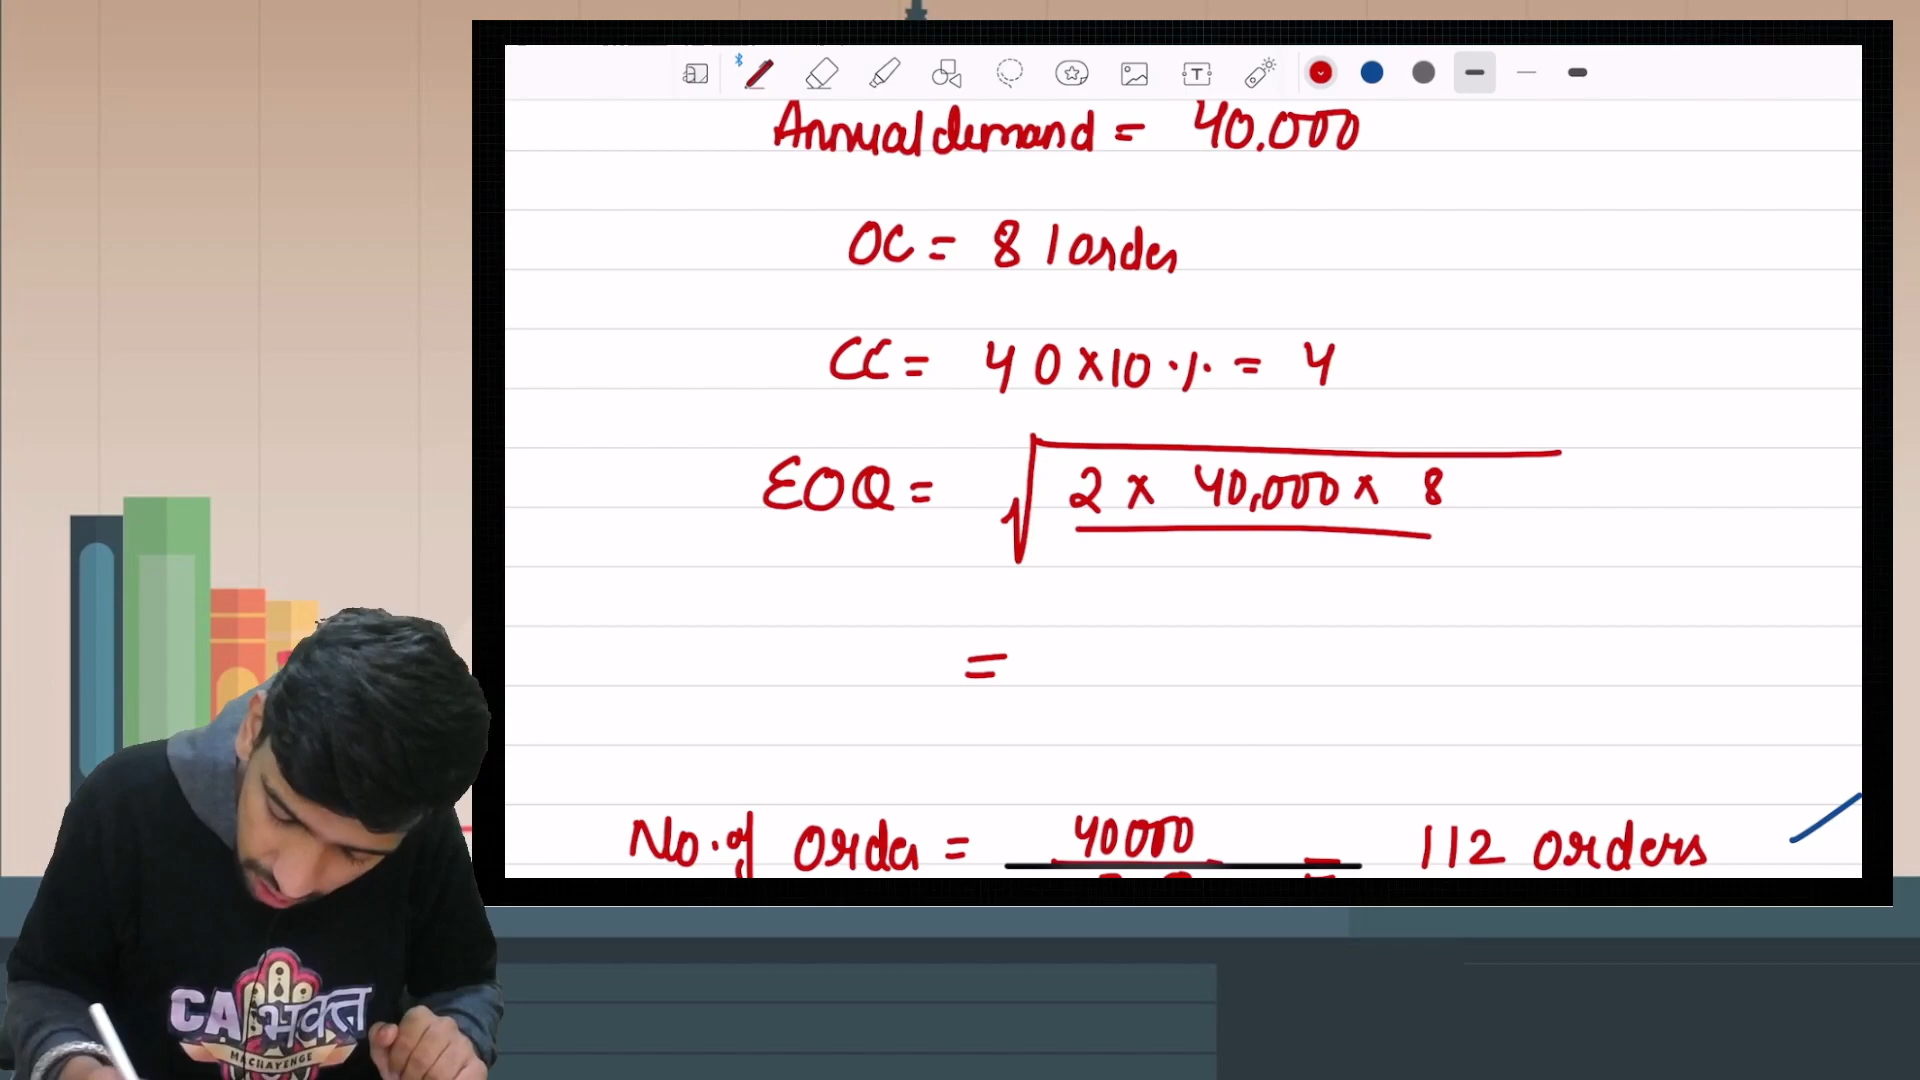 Annual demand = 40.000
OC = 8 / order
CC = 40 × 10 % = 4
EOQ = √ 2 × 40,000 × 8
=
No. of order = 40000 = 112 orders
CA भक्त
MACHAYENGE